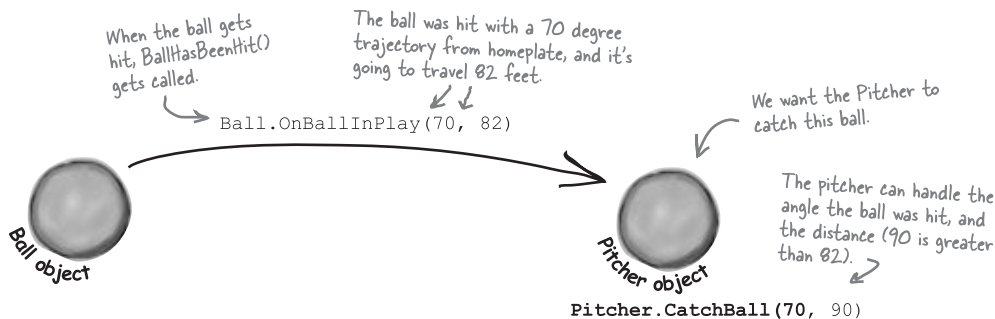 When the ball gets
hit, BallHasBeenHit()
gets called.
The ball was hit with a 70 degree
trajectory from homeplate, and it's
going to travel 82 feet.
Ball.OnBallInPlay(70, 82)
We want the Pitcher to
catch this ball.
The pitcher can handle the
angle the ball was hit, and
the distance (90 is greater
than 82).
Ball object
Pitcher object
Pitcher.CatchBall(70, 90)